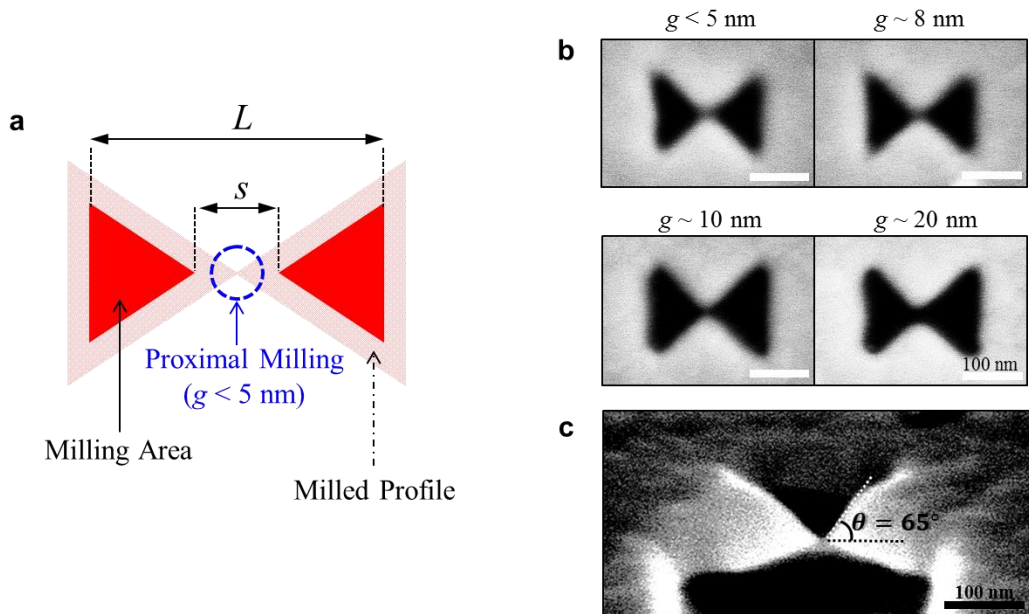 a
L
s
Proximal Milling
(g < 5 nm)
Milling Area
Milled Profile
b
g < 5 nm
g ~ 8 nm
g ~ 10 nm
g ~ 20 nm
100 nm
c
θ = 65°
100 nm